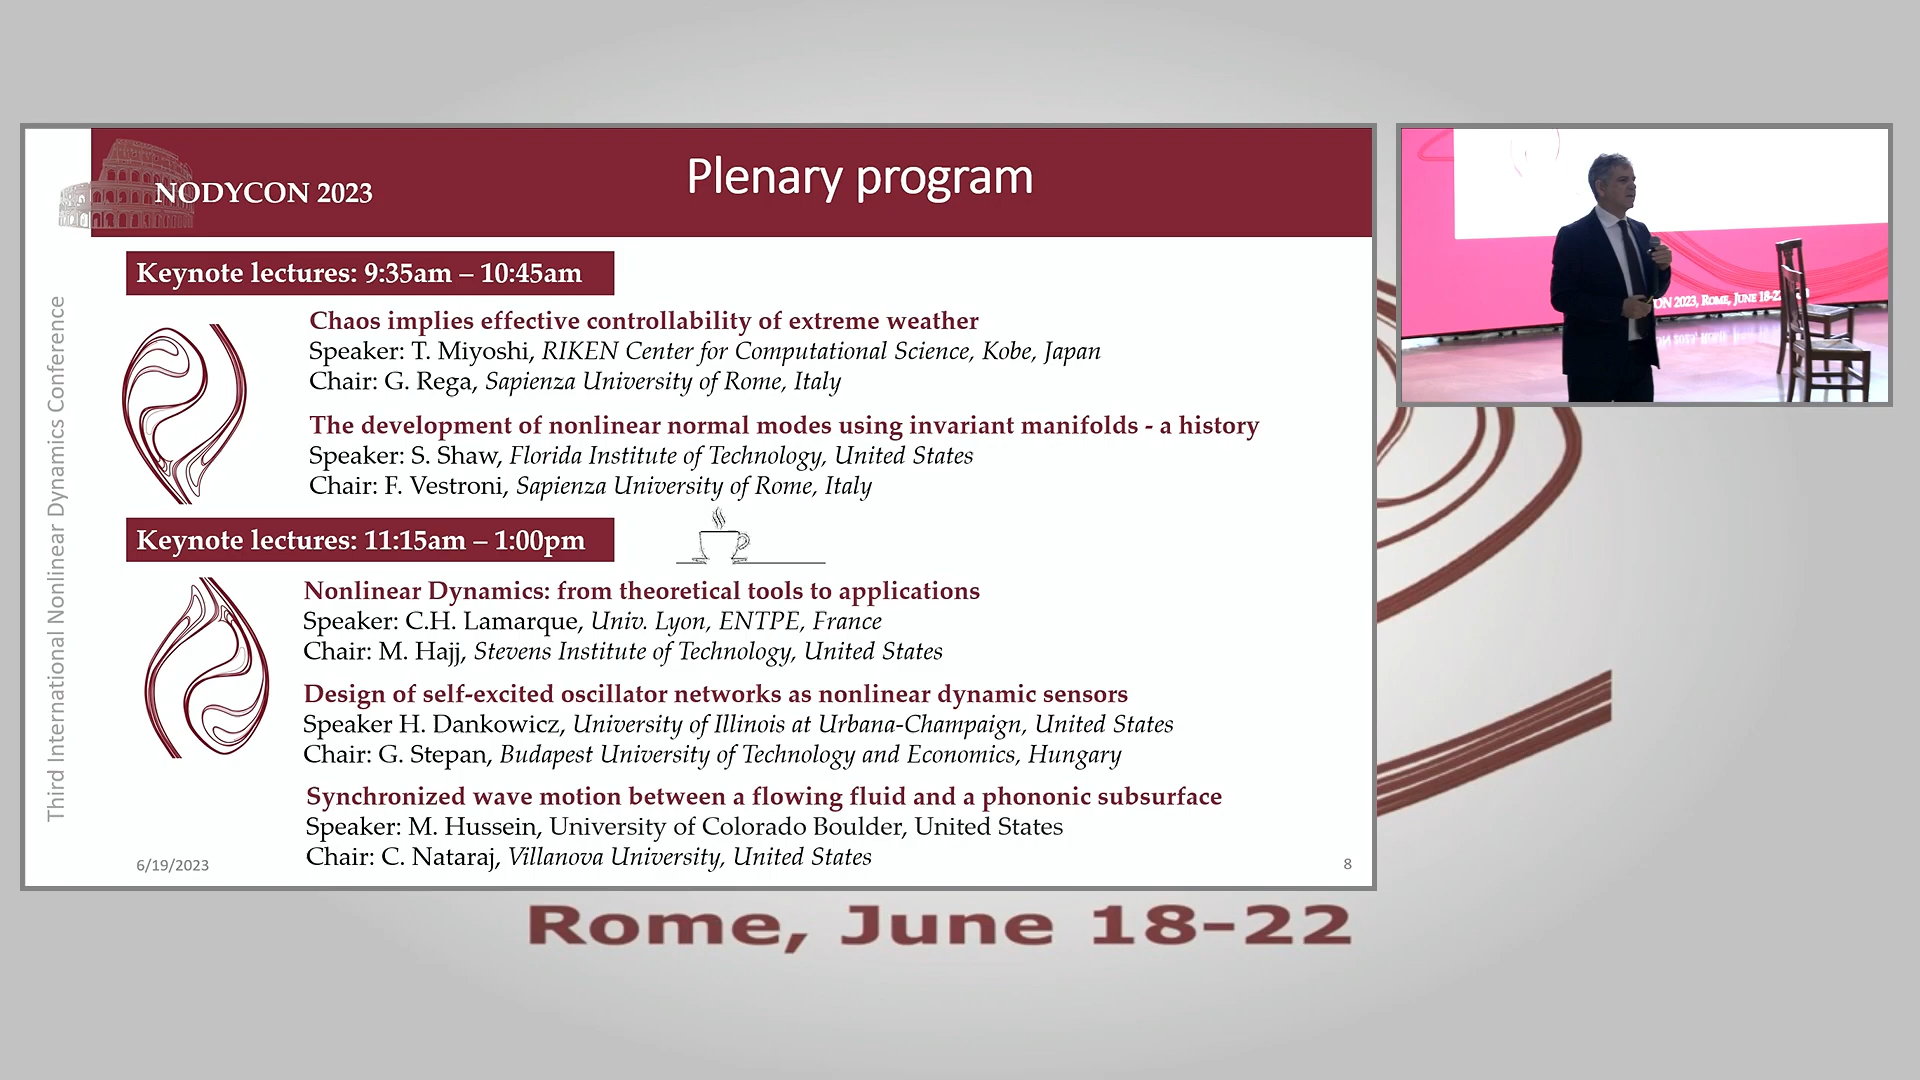 NODYCON 2023
Plenary program
Third International Nonlinear Dynamics Conference
Keynote lectures: 9:35am – 10:45am
Chaos implies effective controllability of extreme weather
Speaker: T. Miyoshi, RIKEN Center for Computational Science, Kobe, Japan
Chair: G. Rega, Sapienza University of Rome, Italy
The development of nonlinear normal modes using invariant manifolds - a history
Speaker: S. Shaw, Florida Institute of Technology, United States
Chair: F. Vestroni, Sapienza University of Rome, Italy
Keynote lectures: 11:15am – 1:00pm
Nonlinear Dynamics: from theoretical tools to applications
Speaker: C.H. Lamarque, Univ. Lyon, ENTPE, France
Chair: M. Hajj, Stevens Institute of Technology, United States
Design of self-excited oscillator networks as nonlinear dynamic sensors
Speaker H. Dankowicz, University of Illinois at Urbana-Champaign, United States
Chair: G. Stepan, Budapest University of Technology and Economics, Hungary
Synchronized wave motion between a flowing fluid and a phononic subsurface
Speaker: M. Hussein, University of Colorado Boulder, United States
Chair: C. Nataraj, Villanova University, United States
6/19/2023
8
2023, Rome, June 18-22
Rome, June 18-22